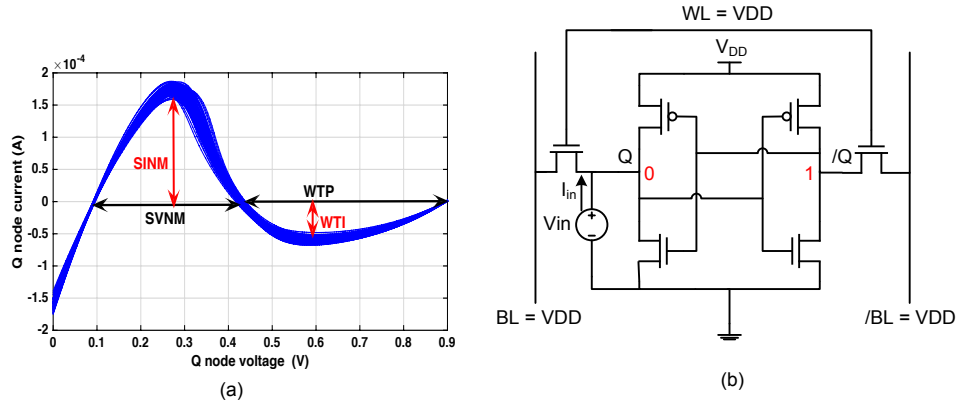 ×10⁻⁴
2
1.5
1
0.5
0
-0.5
-1
-1.5
-2
0 0.1 0.2 0.3 0.4 0.5 0.6 0.7 0.8 0.9
Q node current (A)
Q node voltage (V)
SINM
SVNM
WTP
WTI
(a)
WL = VDD
V_DD
Q
/Q
0
1
I_in
Vin
BL = VDD
/BL = VDD
(b)